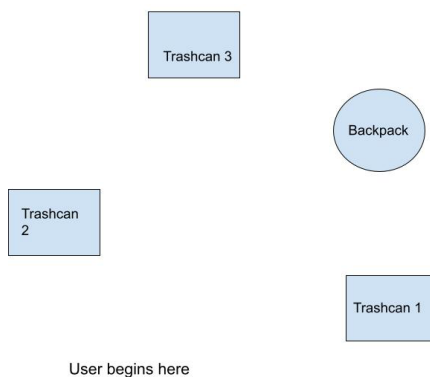 Trashcan 3
Backpack
Trashcan
2
Trashcan 1
User begins here